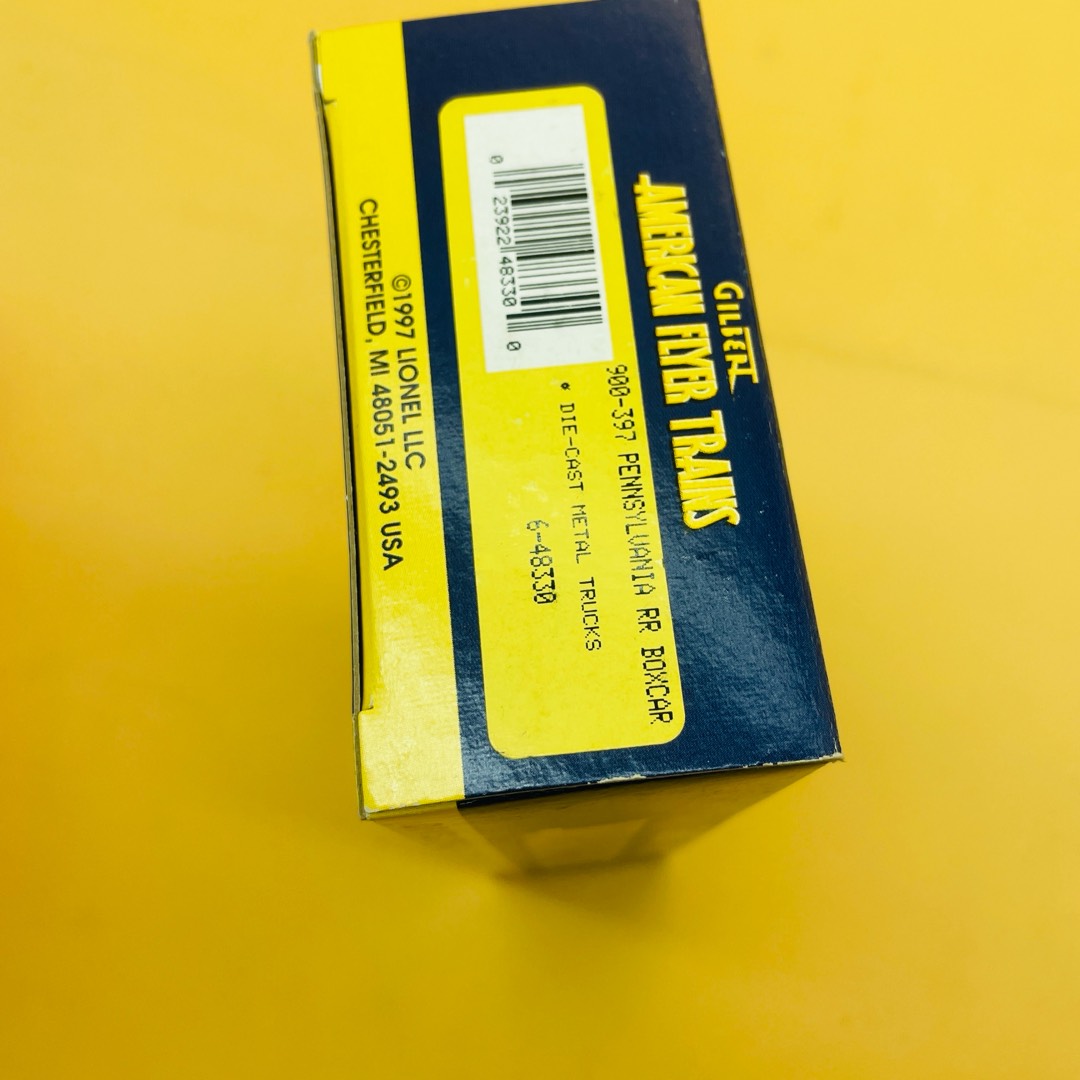 GILBERT
AMERICAN FLYER TRAINS
900-397 PENNSYLVANIA RR BOXCAR
* DIE-CAST METAL TRUCKS
6-48330
0 23922 48330 0
©1997 LIONEL LLC
CHESTERFIELD, MI 48051-2493 USA